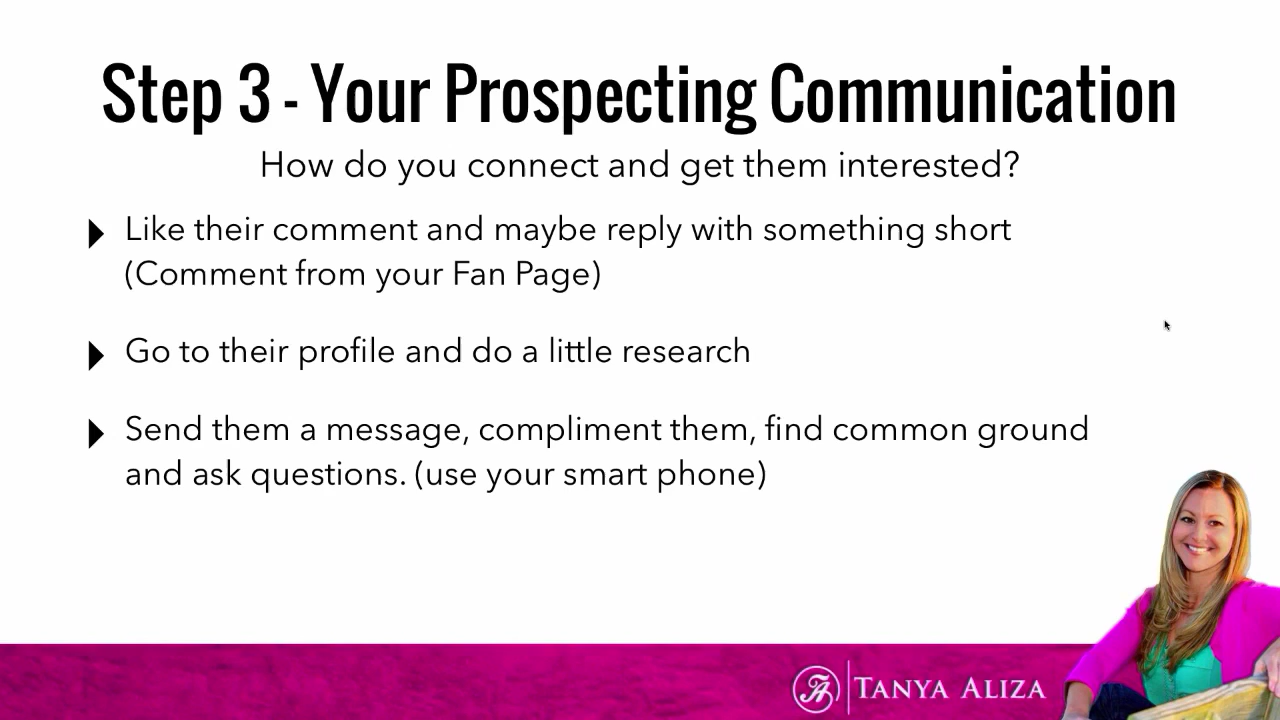 Step 3 - Your Prospecting Communication
How do you connect and get them interested?
Like their comment and maybe reply with something short
(Comment from your Fan Page)
Go to their profile and do a little research
Send them a message, compliment them, find common ground
and ask questions. (use your smart phone)
TA TANYA ALIZA